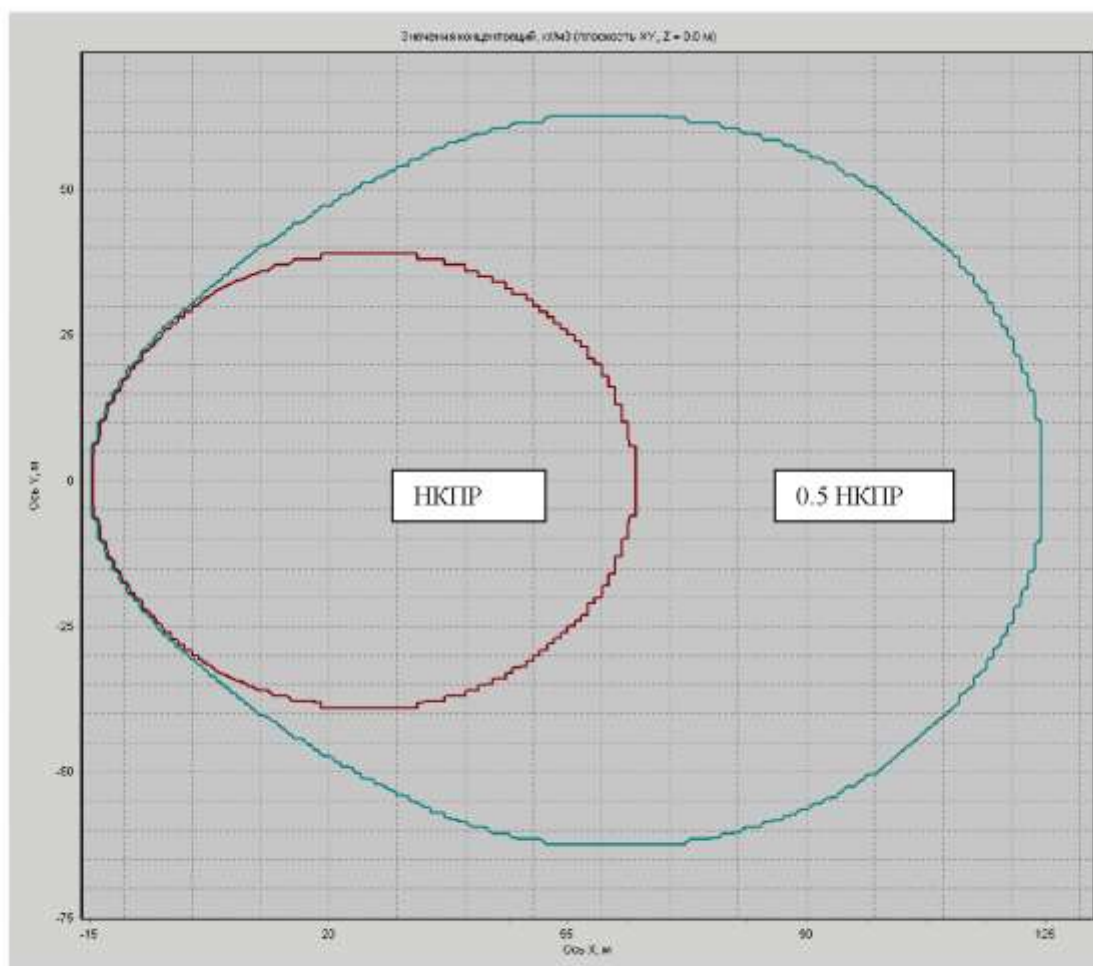 Значения концентраций, кг/м3 (плоскость XY, Z = 0.0 м)
50
25
0
-25
-50
-75
Ось Y, м
НКПР
0.5 НКПР
-15
20
55
90
125
Ось X, м